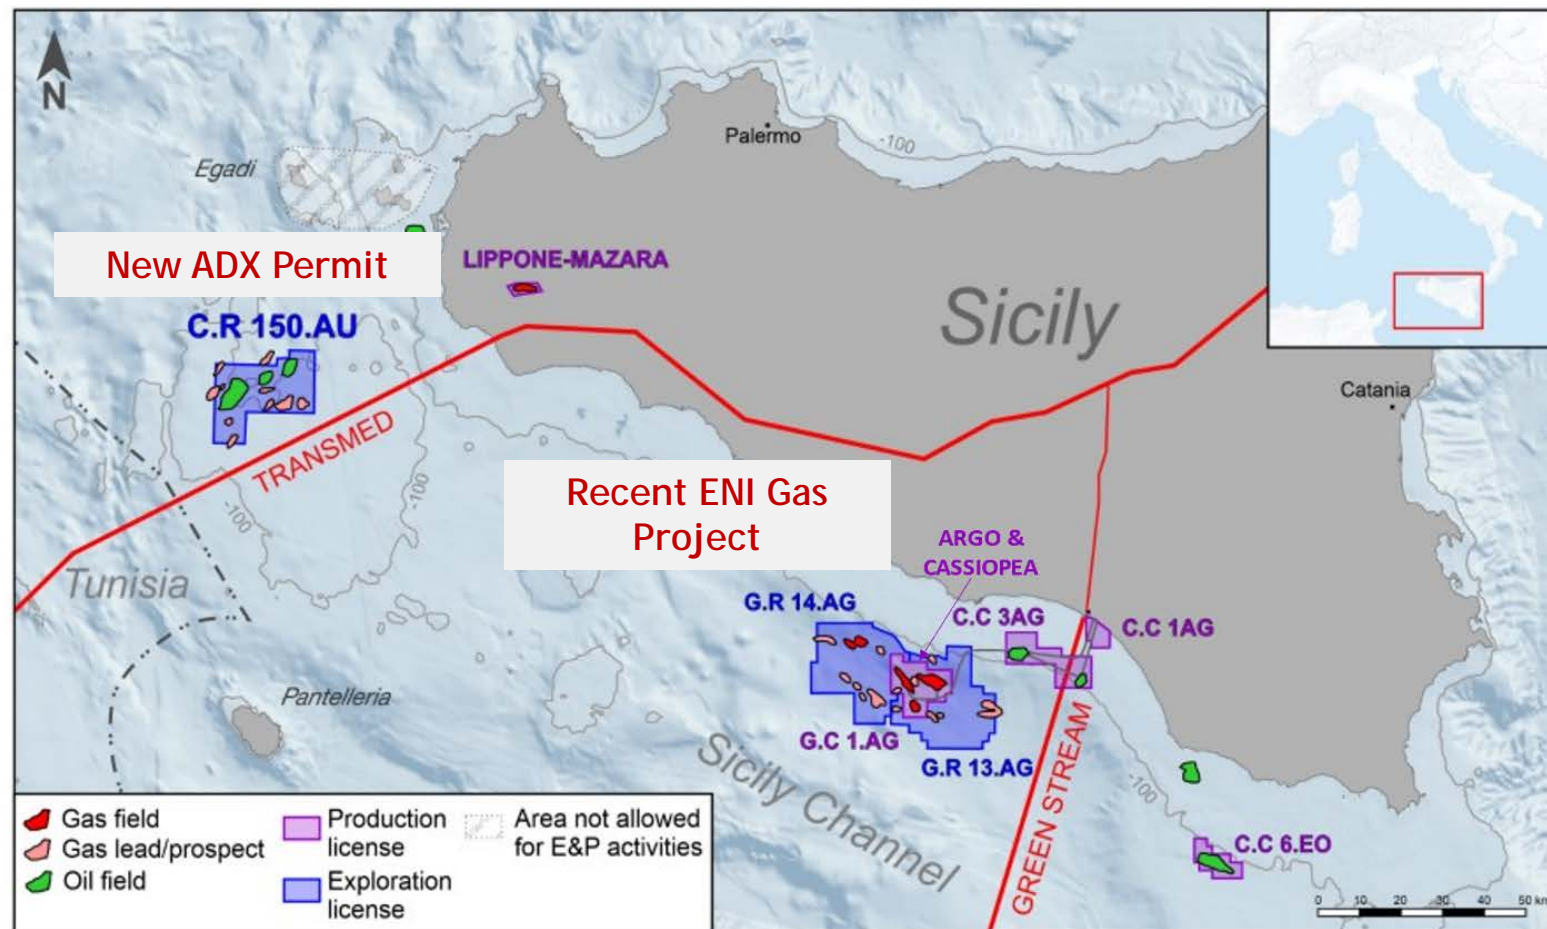 N
Egadi
Palermo
-100
New ADX Permit
LIPPONE-MAZARA
C.R 150.AU
Sicily
Catania
TRANSMED
-100
-100
Recent ENI Gas
Project
ARGO &
CASSIOPEA
Tunisia
G.R 14.AG
C.C 3AG
C.C 1AG
Pantelleria
G.C 1.AG
G.R 13.AG
Sicily Channel
GREEN STREAM
-100
C.C 6.EO
Gas field
Gas lead/prospect
Oil field
Production
license
Exploration
license
Area not allowed
for E&P activities
0 10 20 30 40 50 km